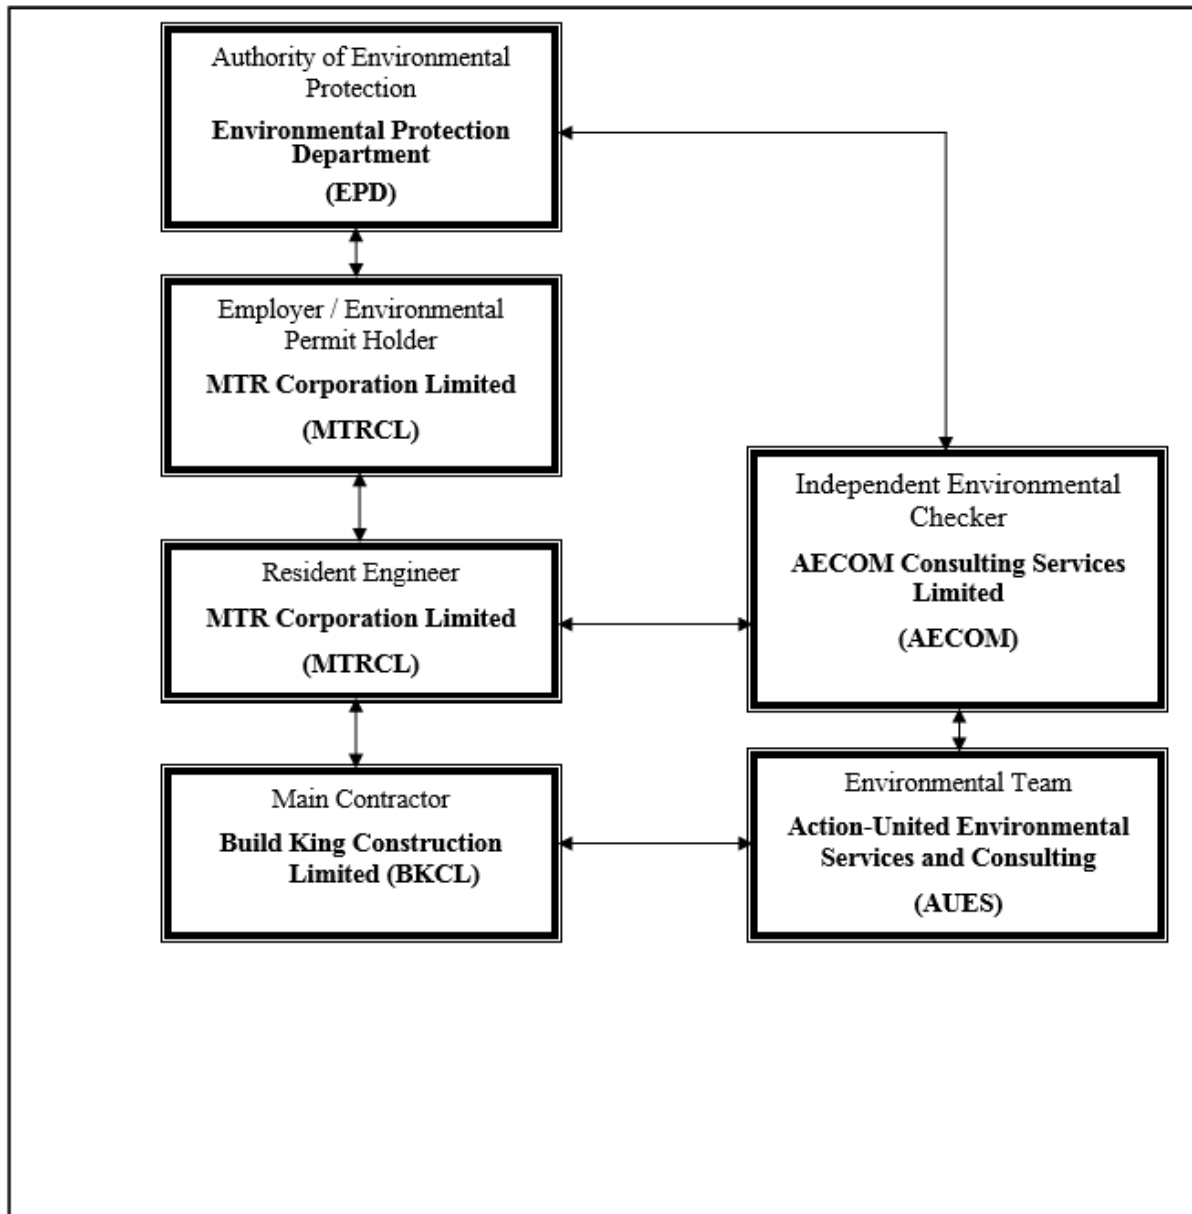 Authority of Environmental
Protection
Environmental Protection
Department
(EPD)
Employer / Environmental
Permit Holder
MTR Corporation Limited
(MTRCL)
Independent Environmental
Checker
AECOM Consulting Services
Limited
(AECOM)
Resident Engineer
MTR Corporation Limited
(MTRCL)
Main Contractor
Build King Construction
Limited (BKCL)
Environmental Team
Action-United Environmental
Services and Consulting
(AUES)